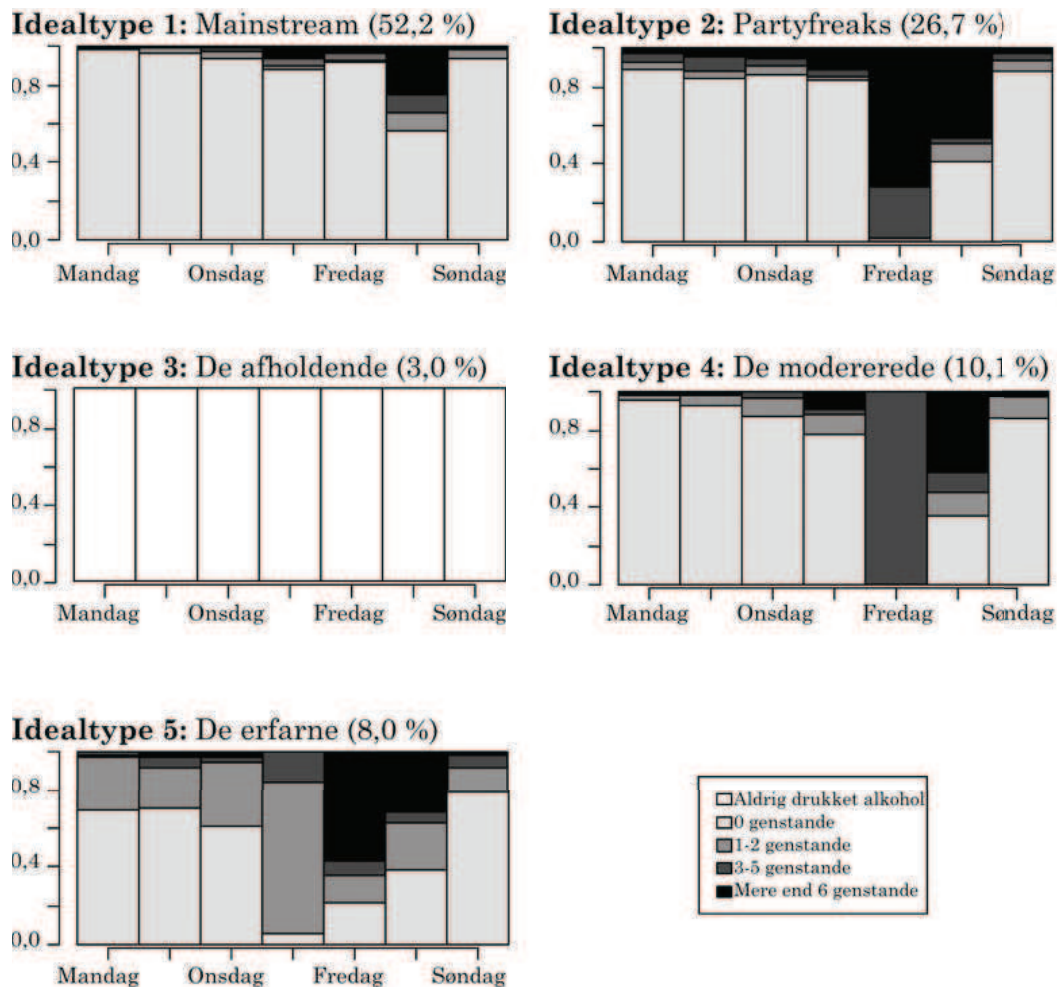 Idealtype 1: Mainstream (52,2 %)
0,8
0,4
0,0
Mandag Onsdag Fredag Søndag
Idealtype 2: Partyfreaks (26,7 %)
0,8
0,4
0,0
Mandag Onsdag Fredag Søndag
Idealtype 3: De afholdende (3,0 %)
0,8
0,4
0,0
Mandag Onsdag Fredag Søndag
Idealtype 4: De modererede (10,1 %)
0,8
0,4
0,0
Mandag Onsdag Fredag Søndag
Idealtype 5: De erfarne (8,0 %)
0,8
0,4
0,0
Mandag Onsdag Fredag Søndag
Aldrig drukket alkohol
0 genstande
1-2 genstande
3-5 genstande
Mere end 6 genstande